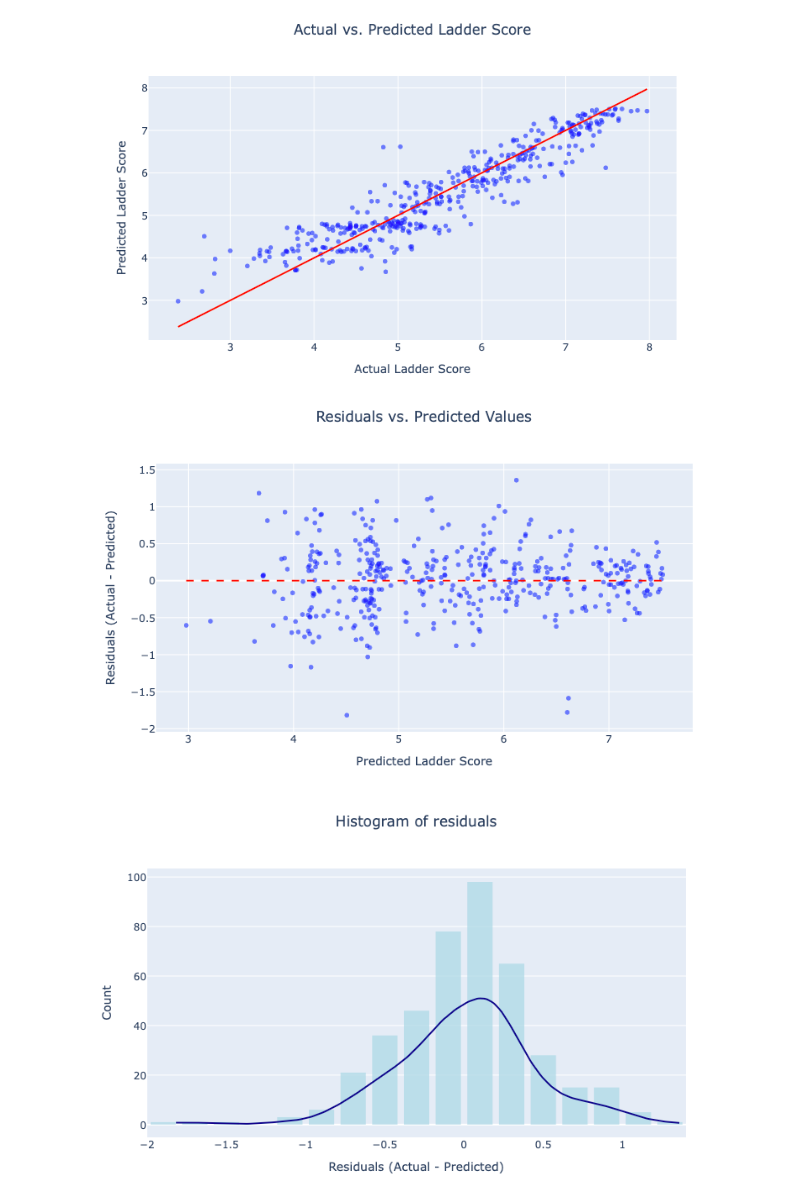 Actual vs. Predicted Ladder Score
8
7
6
5
4
3
Predicted Ladder Score
3 4 5 6 7 8
Actual Ladder Score
Residuals vs. Predicted Values
1.5
1
0.5
0
−0.5
−1
−1.5
−2
Residuals (Actual - Predicted)
3 4 5 6 7
Predicted Ladder Score
Histogram of residuals
100
80
60
40
20
0
Count
−2 −1.5 −1 −0.5 0 0.5 1
Residuals (Actual - Predicted)